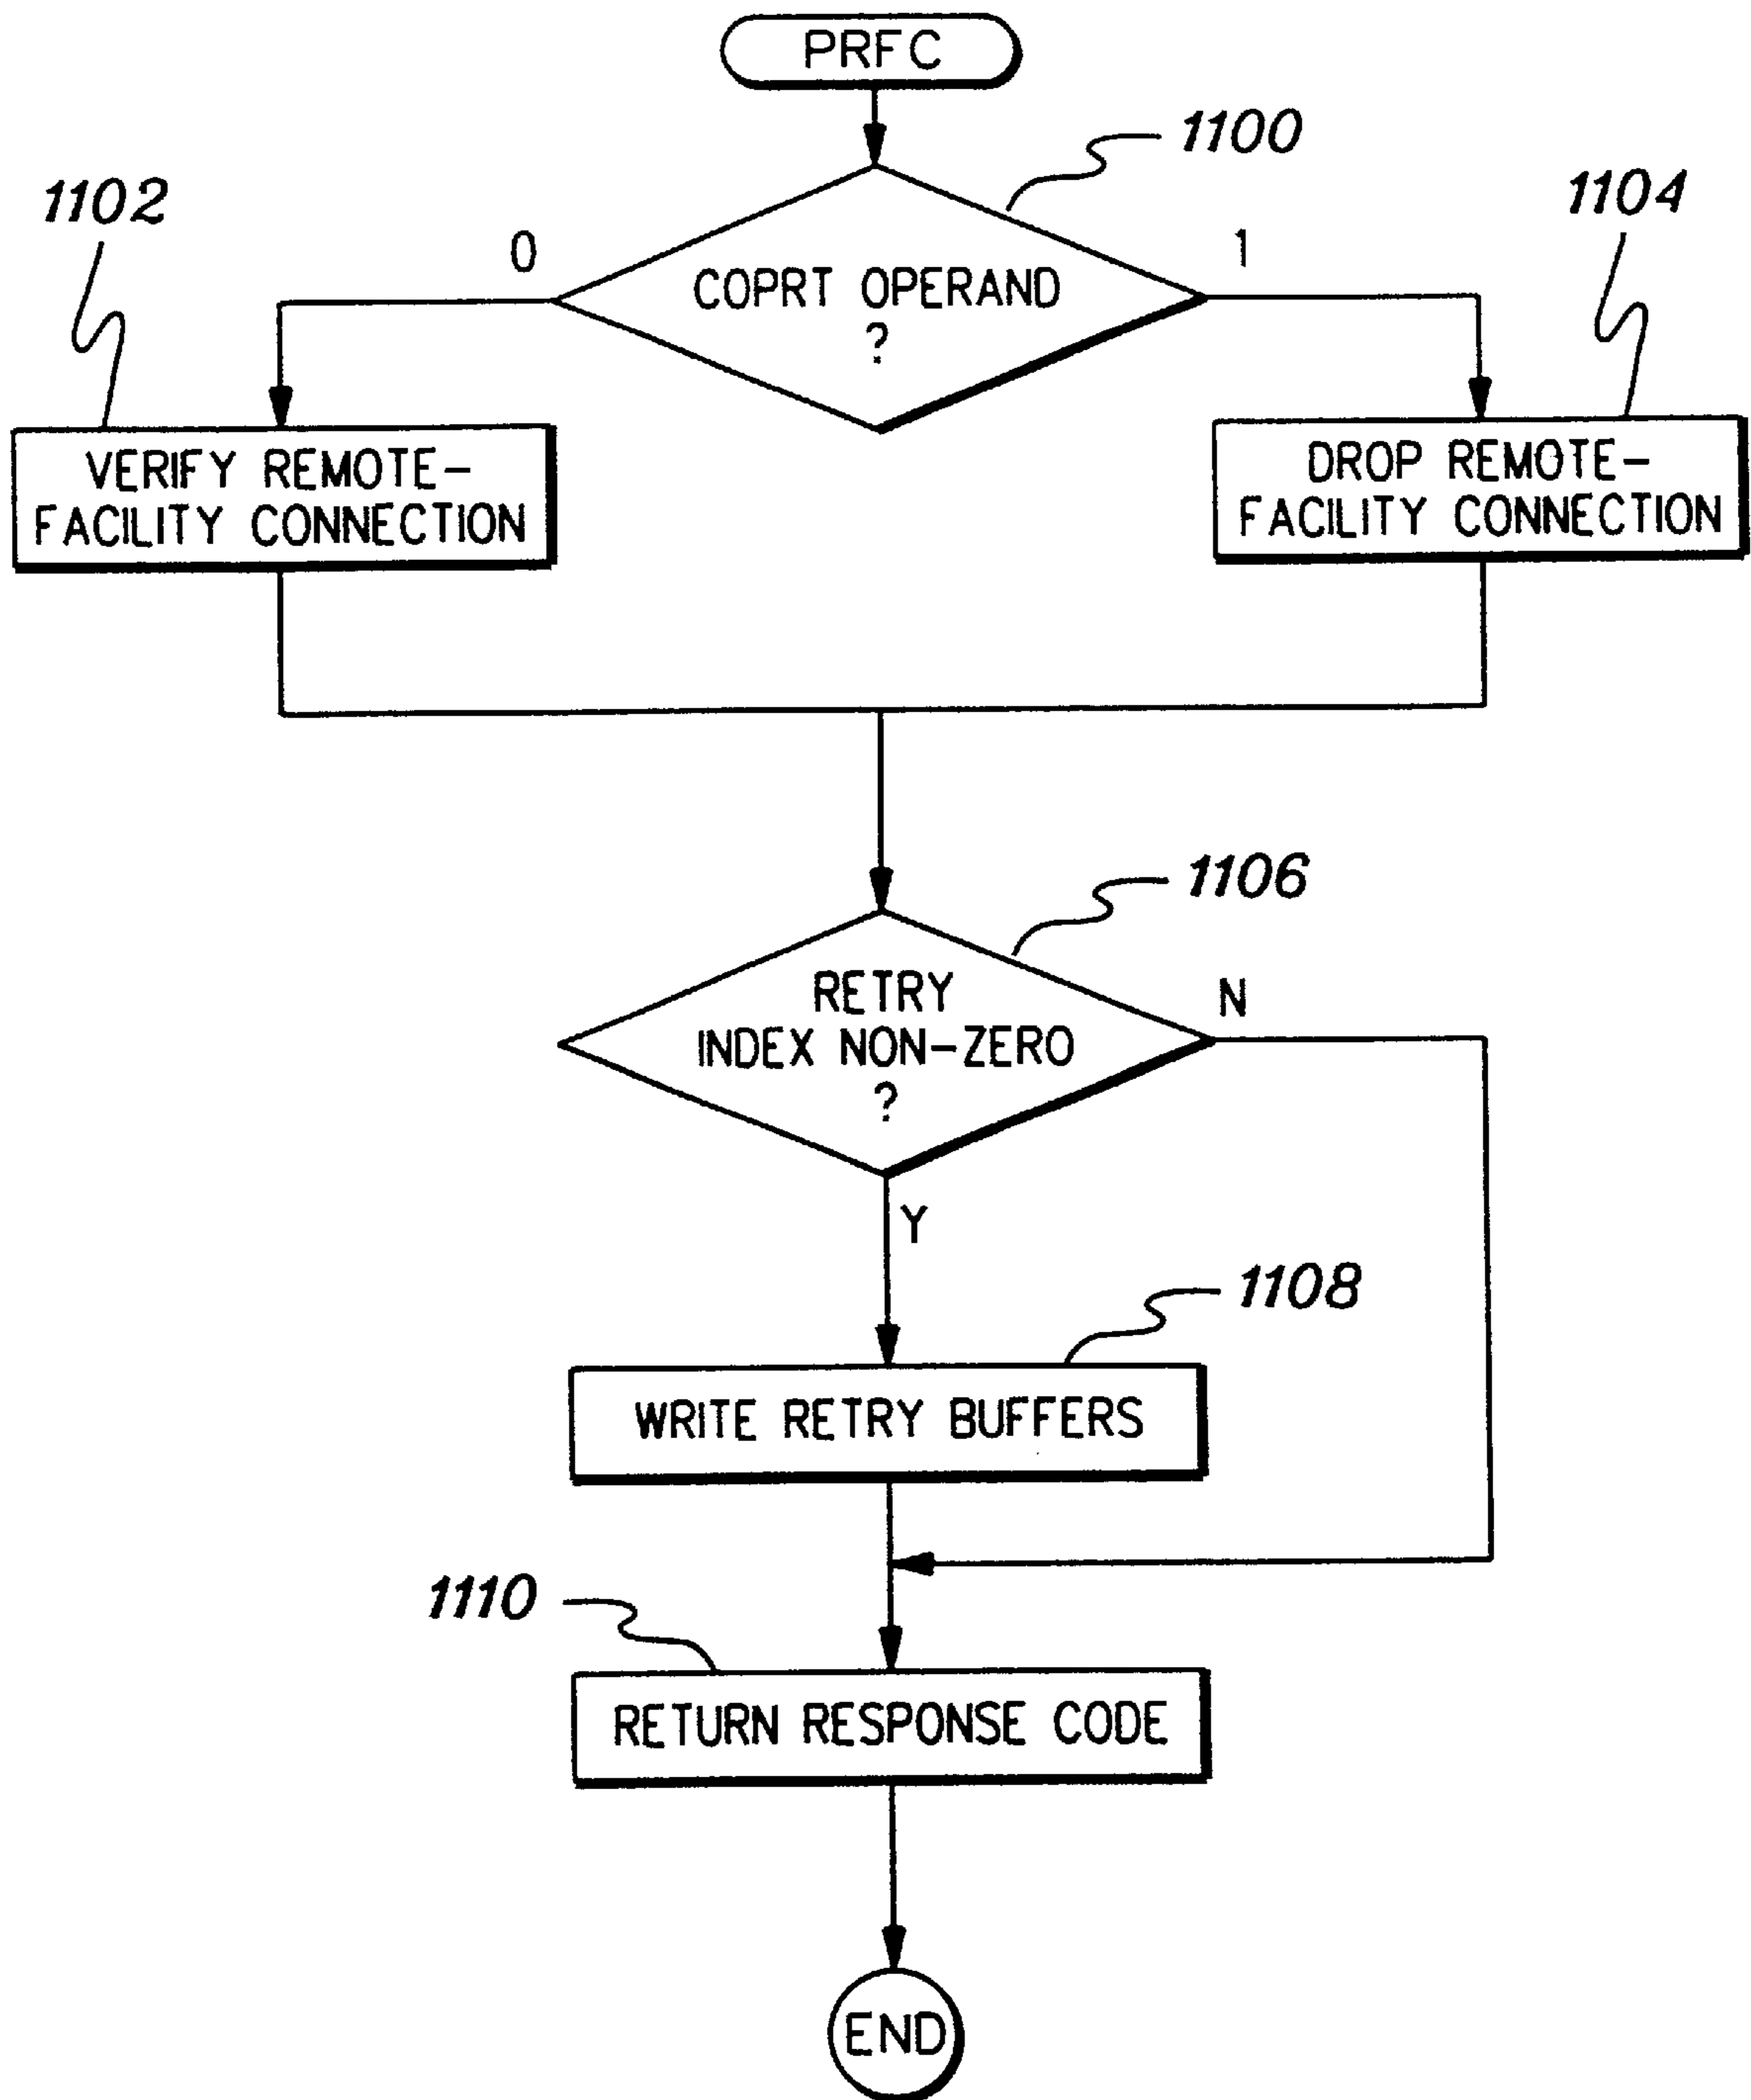 PRFC
1100
1102
1104
0
1
COPRT OPERAND
?
VERIFY REMOTE-
FACILITY CONNECTION
DROP REMOTE-
FACILITY CONNECTION
1106
RETRY
INDEX NON-ZERO
?
N
Y
1108
WRITE RETRY BUFFERS
1110
RETURN RESPONSE CODE
END